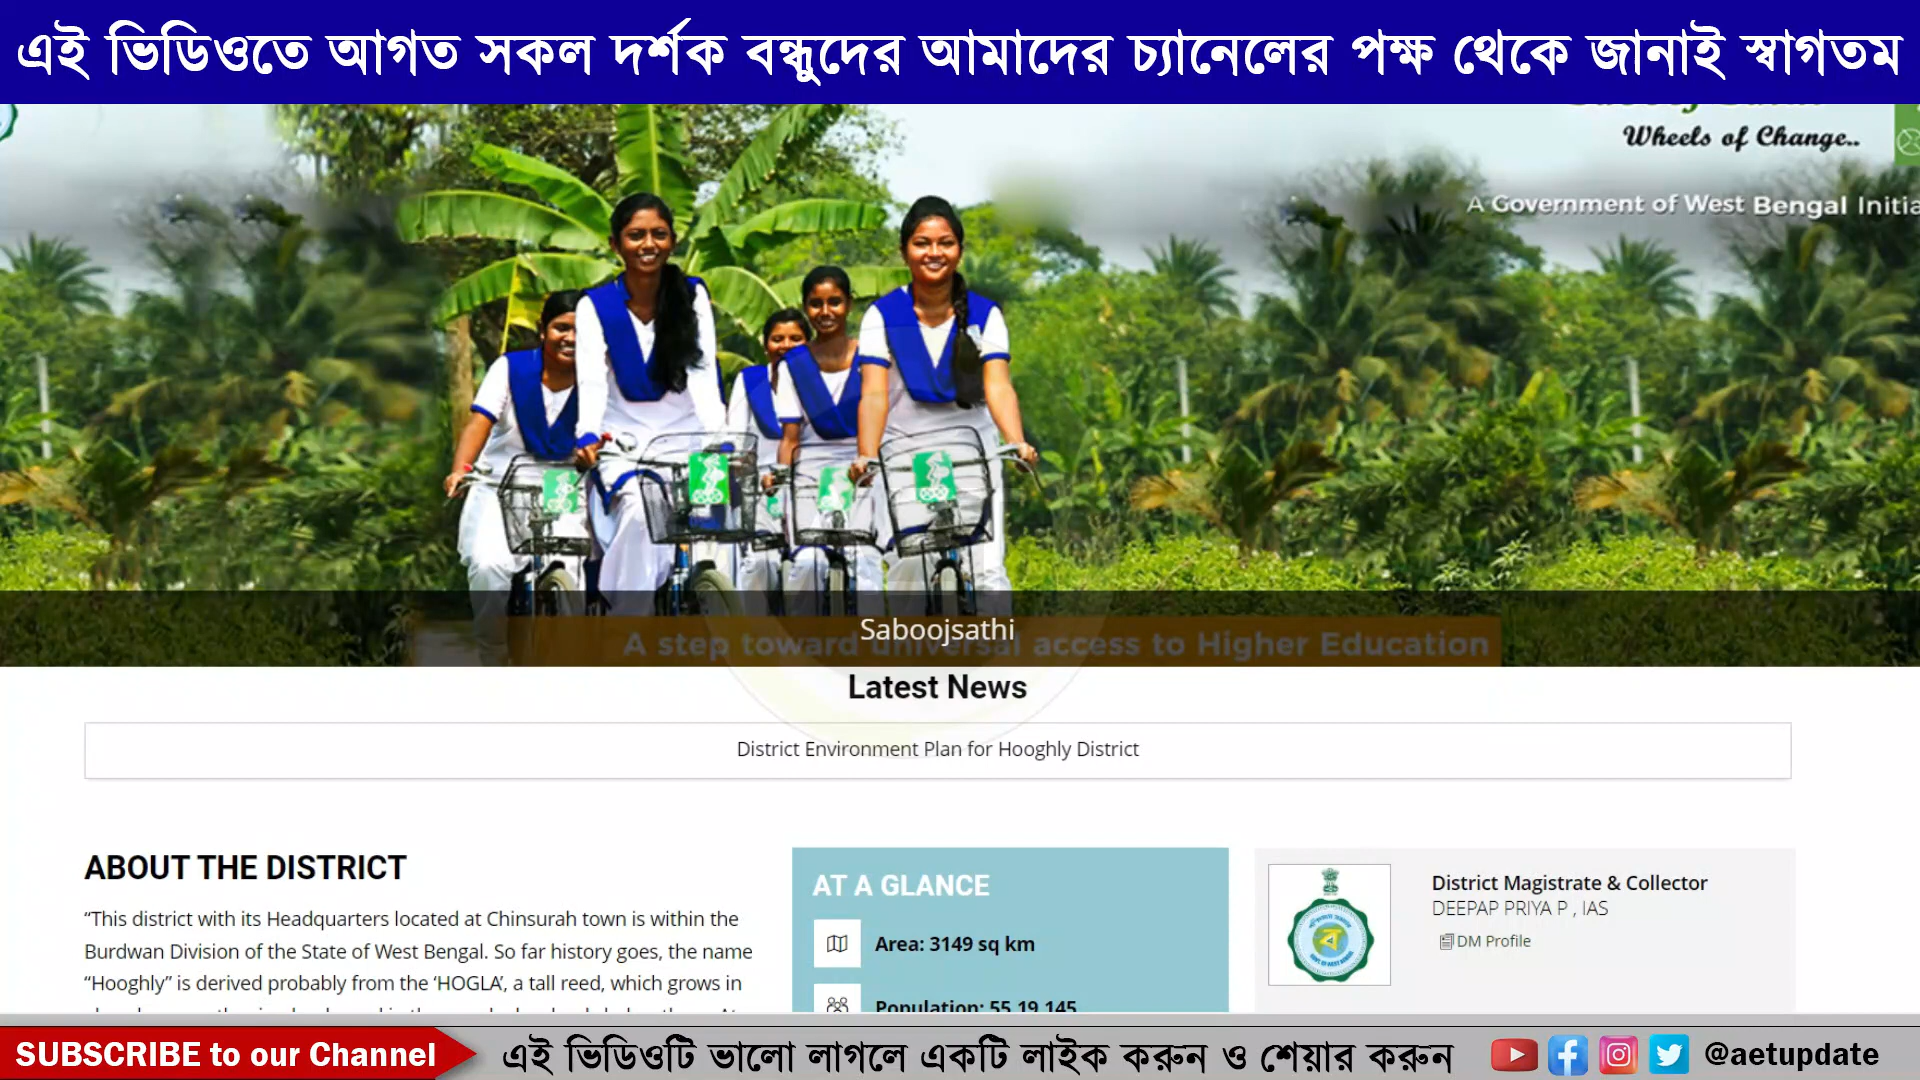 এই ভিডিওতে আগত সকল দর্শক বন্ধুদের আমাদের চ্যানেলের পক্ষ থেকে জানাই স্বাগতম
Wheels of Change..
A Government of West Bengal
Saboojsathi
A step toward universal access to Higher Education
Latest News
District Environment Plan for Hooghly District
ABOUT THE DISTRICT
“This district with its Headquarters located at Chinsurah town is within the
Burdwan Division of the State of West Bengal. So far history goes, the name
“Hooghly” is derived probably from the ‘HOGLA’, a tall reed, which grows in
AT A GLANCE
Area: 3149 sq km
Population: 55,19,145
District Magistrate & Collector
DEEPAP PRIYA P , IAS
DM Profile
SUBSCRIBE to our Channel
এই ভিডিওটি ভালো লাগলে একটি লাইক করুন ও শেয়ার করুন
@aetupdate